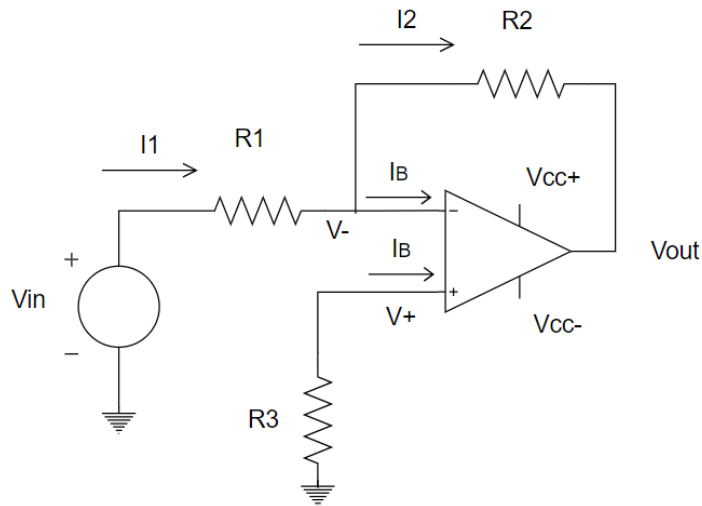 I2
R2
I1
R1
IB
Vcc+
−
V-
+
IB
Vout
Vin
+
V+
Vcc-
−
R3